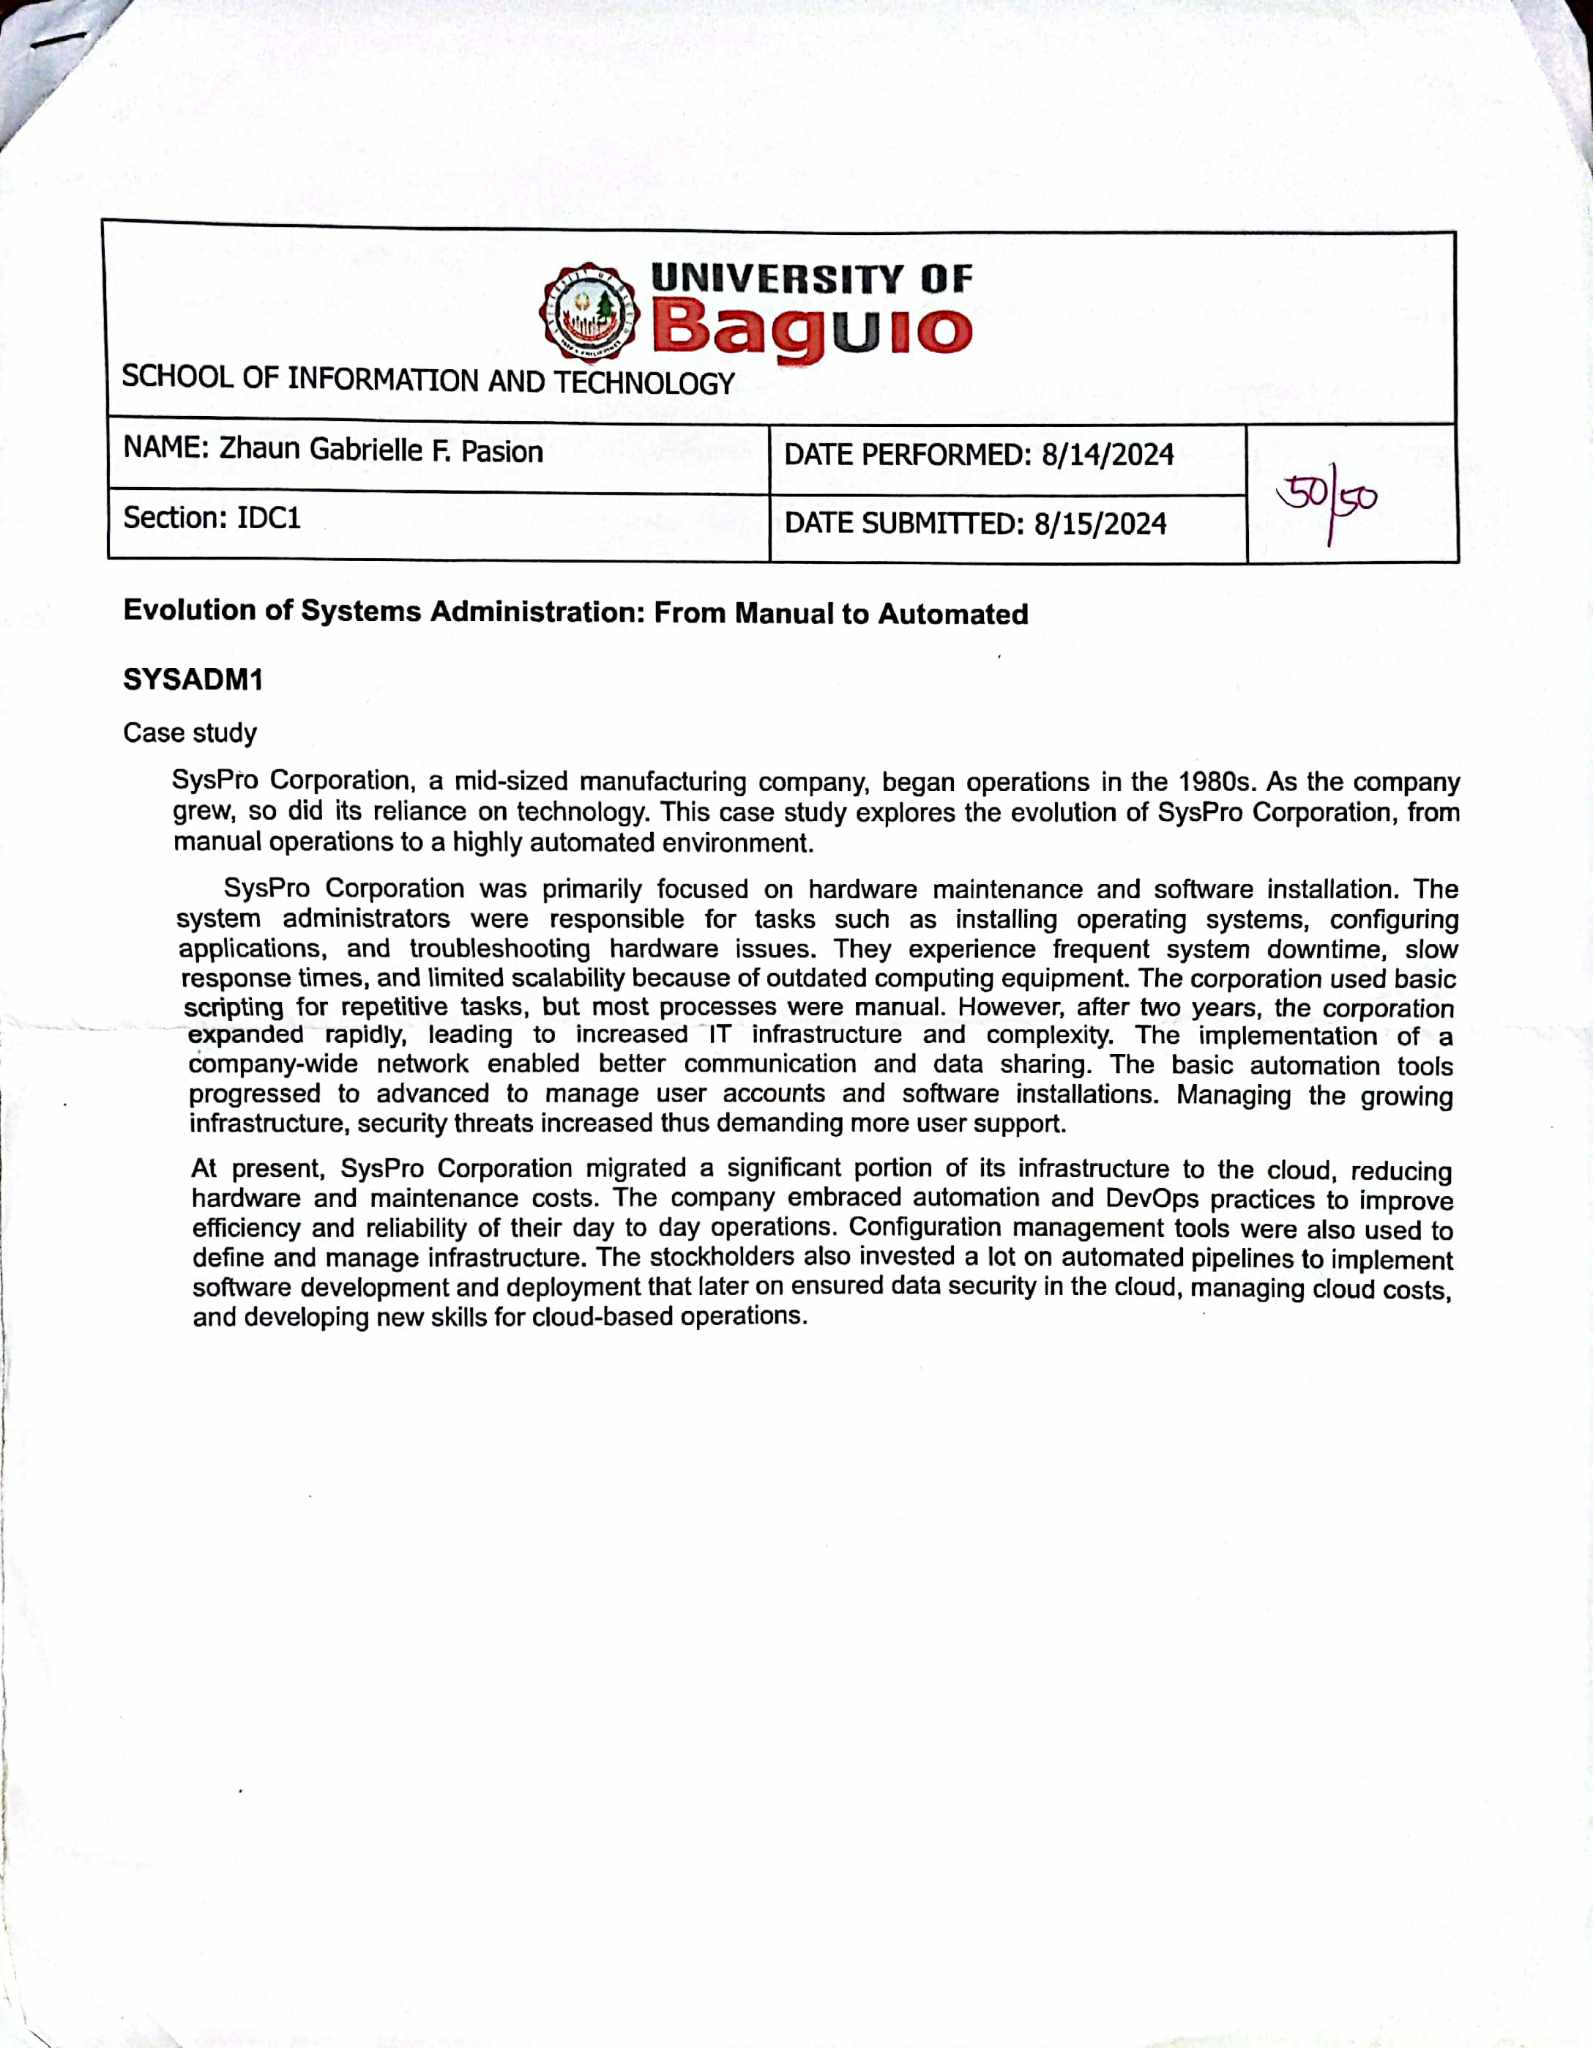 UNIVERSITY OF
Baguio
SCHOOL OF INFORMATION AND TECHNOLOGY
NAME: Zhaun Gabrielle F. Pasion
DATE PERFORMED: 8/14/2024
50/50
Section: IDC1
DATE SUBMITTED: 8/15/2024
Evolution of Systems Administration: From Manual to Automated
SYSADM1
Case study
SysPro Corporation, a mid-sized manufacturing company, began operations in the 1980s. As the company
grew, so did its reliance on technology. This case study explores the evolution of SysPro Corporation, from
manual operations to a highly automated environment.
SysPro Corporation was primarily focused on hardware maintenance and software installation. The
system administrators were responsible for tasks such as installing operating systems, configuring
applications, and troubleshooting hardware issues. They experience frequent system downtime, slow
response times, and limited scalability because of outdated computing equipment. The corporation used basic
scripting for repetitive tasks, but most processes were manual. However, after two years, the corporation
expanded rapidly, leading to increased IT infrastructure and complexity. The implementation of a
company-wide network enabled better communication and data sharing. The basic automation tools
progressed to advanced to manage user accounts and software installations. Managing the growing
infrastructure, security threats increased thus demanding more user support.
At present, SysPro Corporation migrated a significant portion of its infrastructure to the cloud, reducing
hardware and maintenance costs. The company embraced automation and DevOps practices to improve
efficiency and reliability of their day to day operations. Configuration management tools were also used to
define and manage infrastructure. The stockholders also invested a lot on automated pipelines to implement
software development and deployment that later on ensured data security in the cloud, managing cloud costs,
and developing new skills for cloud-based operations.